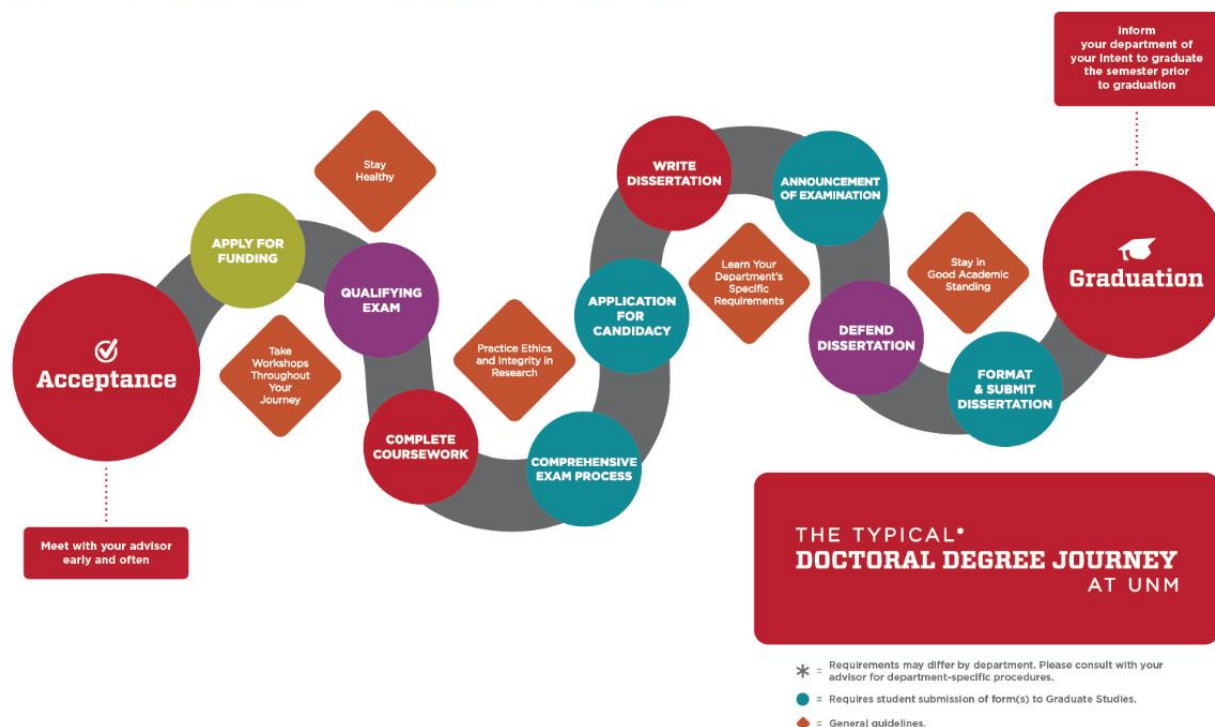 Inform
your department of
your intent to graduate
the semester prior
to graduation
Stay
Healthy
WRITE
DISSERTATION
ANNOUNCEMENT
OF EXAMINATION
APPLY FOR
FUNDING
QUALIFYING
EXAM
Learn Your
Department's
Specific
Requirements
Stay in
Good Academic
Standing
Graduation
APPLICATION
FOR
CANDIDACY
DEFEND
DISSERTATION
Acceptance
Take
Workshops
Throughout
Your
Journey
Practice Ethics
and Integrity in
Research
FORMAT
& SUBMIT
DISSERTATION
COMPLETE
COURSEWORK
COMPREHENSIVE
EXAM PROCESS
Meet with your advisor
early and often
THE TYPICAL*
DOCTORAL DEGREE JOURNEY
AT UNM
* = Requirements may differ by department. Please consult with your
advisor for department-specific procedures.
= Requires student submission of form(s) to Graduate Studies.
= General guidelines.